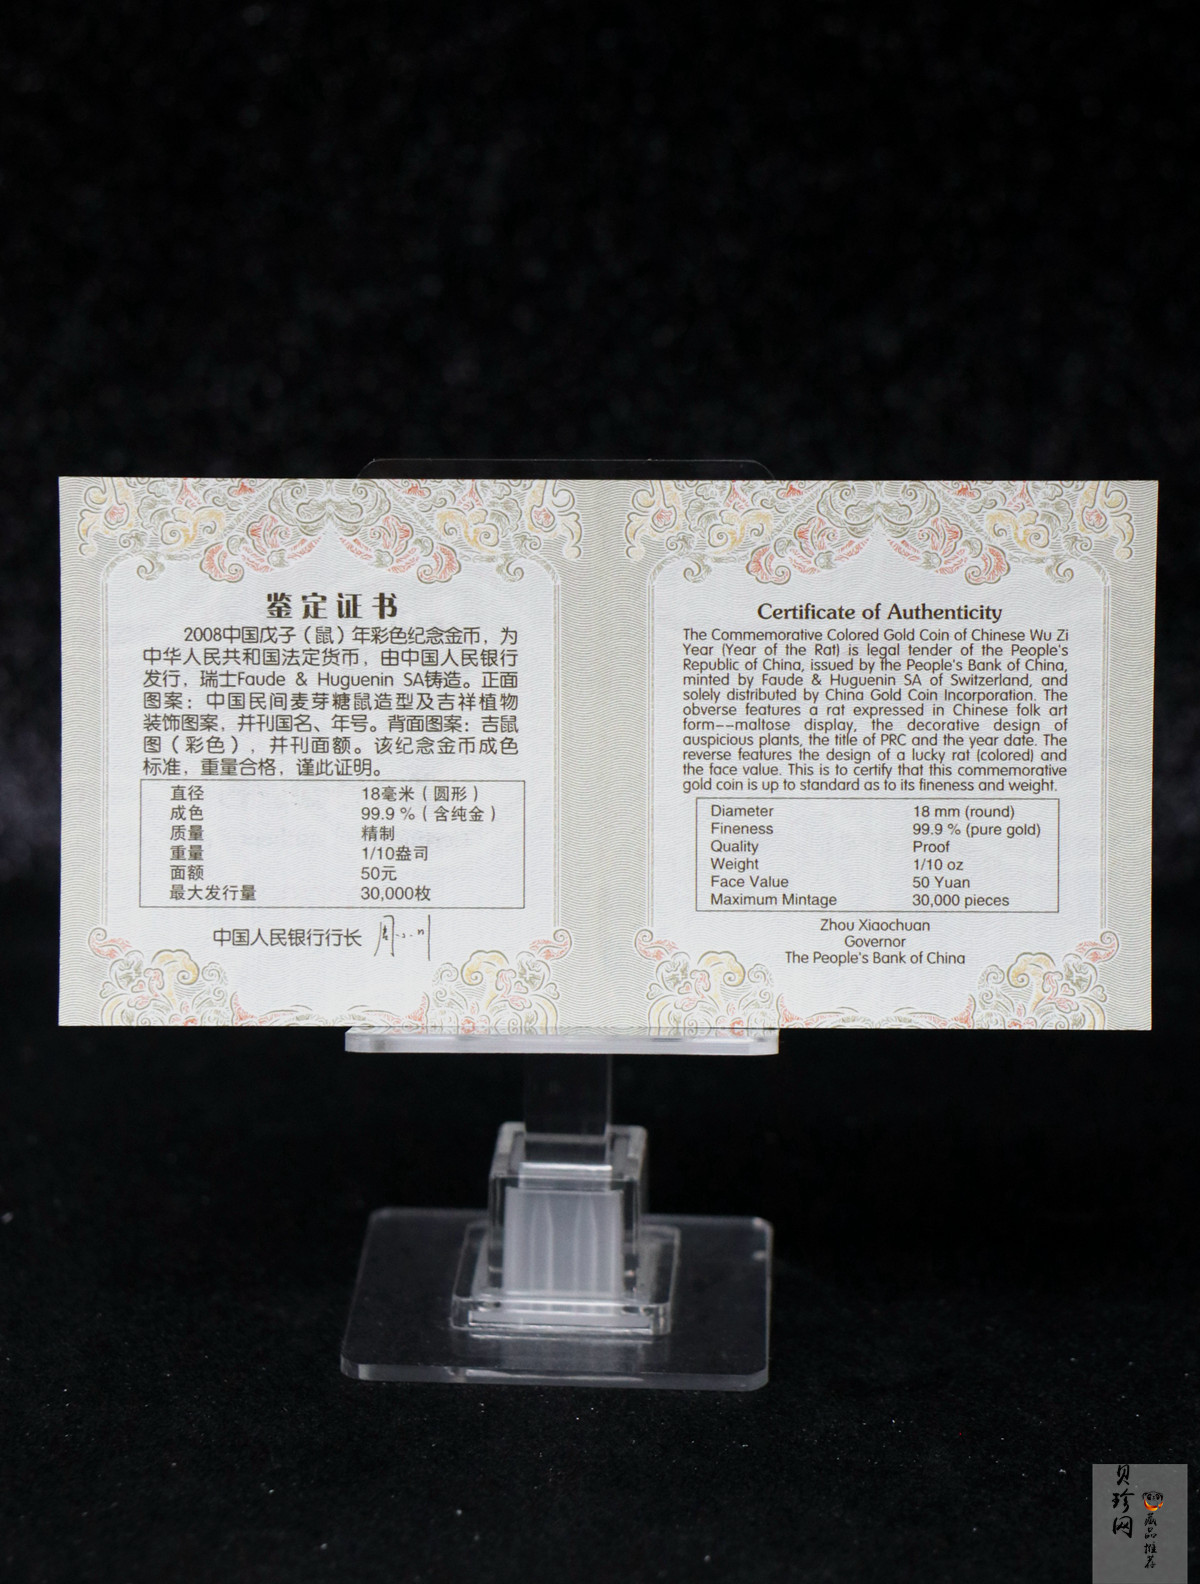 鉴定证书
2008中国戊子（鼠）年彩色纪念金币，为
中华人民共和国法定货币，由中国人民银行
发行，瑞士Faude & Huguenin SA铸造。正面
图案：中国民间麦芽糖鼠造型及吉祥植物
装饰图案，并刊国名、年号。背面图案：吉鼠
图（彩色），并刊面额。该纪念金币成色
标准，重量合格，谨此证明。
直径 18毫米（圆形）
成色 99.9 %（含纯金）
质量 精制
重量 1/10盎司
面额 50元
最大发行量 30,000枚
中国人民银行行长
Certificate of Authenticity
The Commemorative Colored Gold Coin of Chinese Wu Zi
Year (Year of the Rat) is legal tender of the People's
Republic of China, issued by the People's Bank of China,
minted by Faude & Huguenin SA of Switzerland, and
solely distributed by China Gold Coin Incorporation. The
obverse features a rat expressed in Chinese folk art
form--maltose display, the decorative design of
auspicious plants, the title of PRC and the year date. The
reverse features the design of a lucky rat (colored) and
the face value. This is to certify that this commemorative
gold coin is up to standard as to its fineness and weight.
Diameter 18 mm (round)
Fineness 99.9 % (pure gold)
Quality Proof
Weight 1/10 oz
Face Value 50 Yuan
Maximum Mintage 30,000 pieces
Zhou Xiaochuan
Governor
The People's Bank of China
贝珍网
藏品推荐